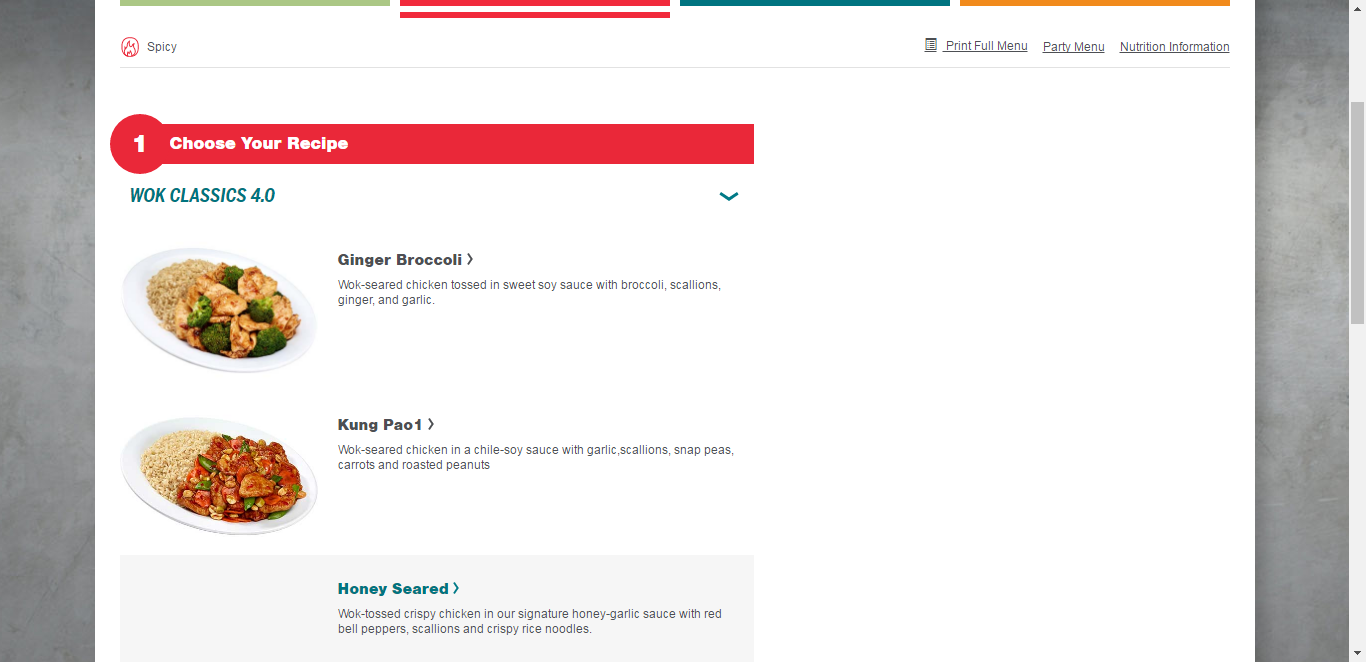 Spicy
Print Full Menu
Party Menu
Nutrition Information
1
Choose Your Recipe
WOK CLASSICS 4.0
Ginger Broccoli
Wok-seared chicken tossed in sweet soy sauce with broccoli, scallions,
ginger, and garlic.
Kung Pao1
Wok-seared chicken in a chile-soy sauce with garlic,scallions, snap peas,
carrots and roasted peanuts
Honey Seared
Wok-tossed crispy chicken in our signature honey-garlic sauce with red
bell peppers, scallions and crispy rice noodles.